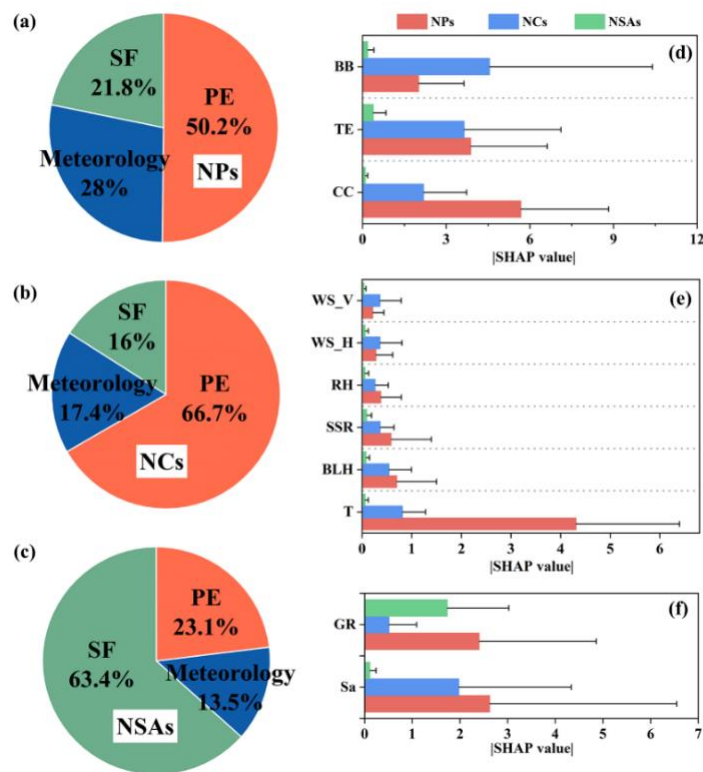 (a)
SF
21.8%
PE
50.2%
Meteorology
28%
NPs
(b)
SF
16%
Meteorology
17.4%
PE
66.7%
NCs
(c)
PE
23.1%
SF
63.4%
Meteorology
13.5%
NSAs
NPs NCs NSAs
(d)
BB
TE
CC
0 3 6 9 12
|SHAP value|
(e)
WS_V
WS_H
RH
SSR
BLH
T
0 1 2 3 4 5 6
|SHAP value|
(f)
GR
Sa
0 1 2 3 4 5 6 7
|SHAP value|